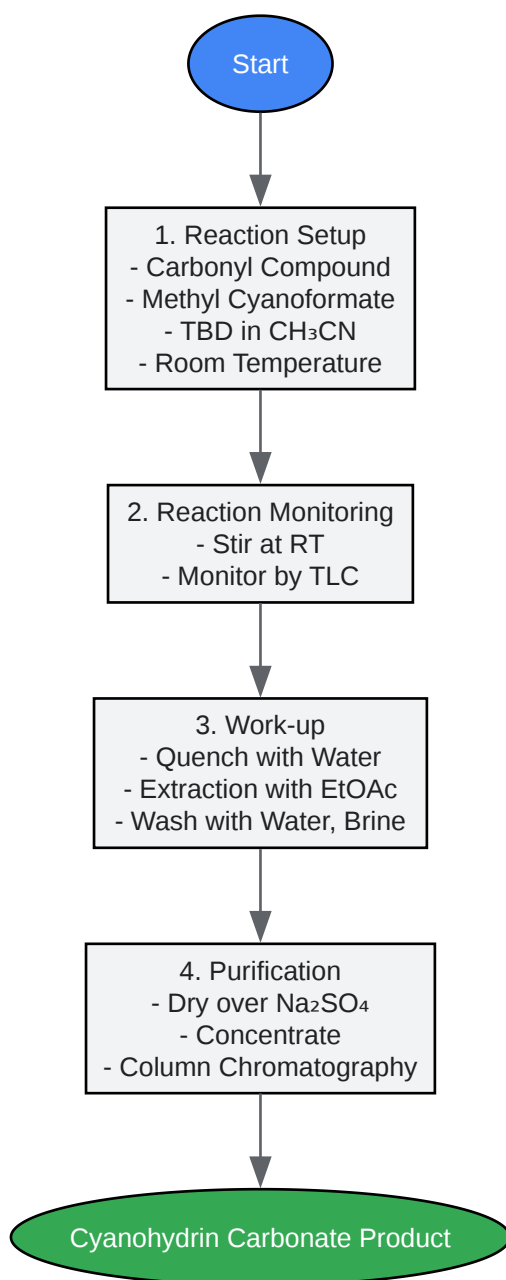 Start
1. Reaction Setup
- Carbonyl Compound
- Methyl Cyanoformate
- TBD in CH₃CN
- Room Temperature
2. Reaction Monitoring
- Stir at RT
- Monitor by TLC
3. Work-up
- Quench with Water
- Extraction with EtOAc
- Wash with Water, Brine
4. Purification
- Dry over Na₂SO₄
- Concentrate
- Column Chromatography
Cyanohydrin Carbonate Product